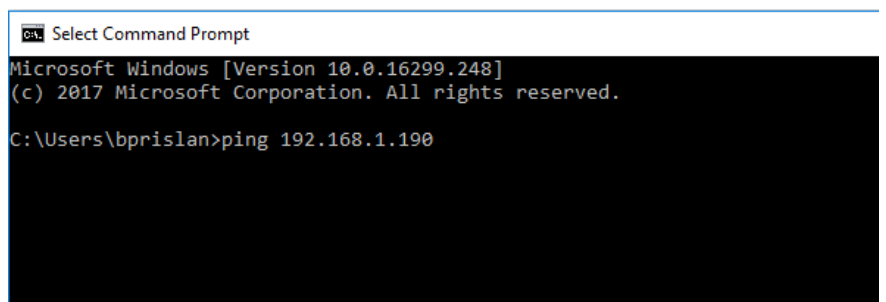 Select Command Prompt
Microsoft Windows [Version 10.0.16299.248]
(c) 2017 Microsoft Corporation. All rights reserved.
C:\Users\bprislan>ping 192.168.1.190